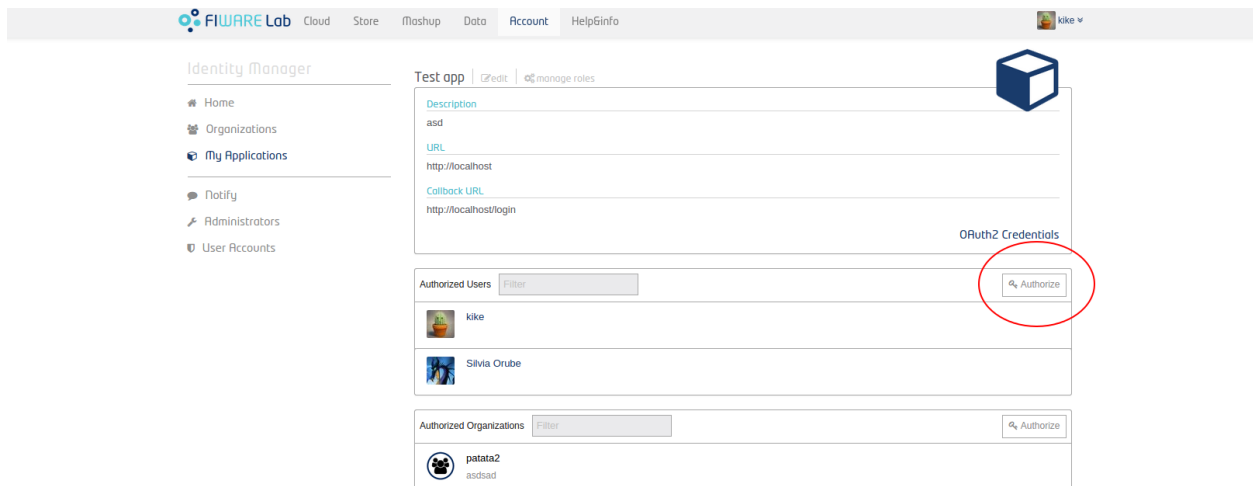 FIWARE Lab Cloud Store Mashup Data Account Help&info kike
Identity Manager
Home
Organizations
My Applications
Notify
Administrators
User Accounts
Test app edit manage roles
Description
asd
URL
http://localhost
Callback URL
http://localhost/login
OAuth2 Credentials
Authorized Users Filter Authorize
kike
Silvia Orube
Authorized Organizations Filter Authorize
patata2
asdsad